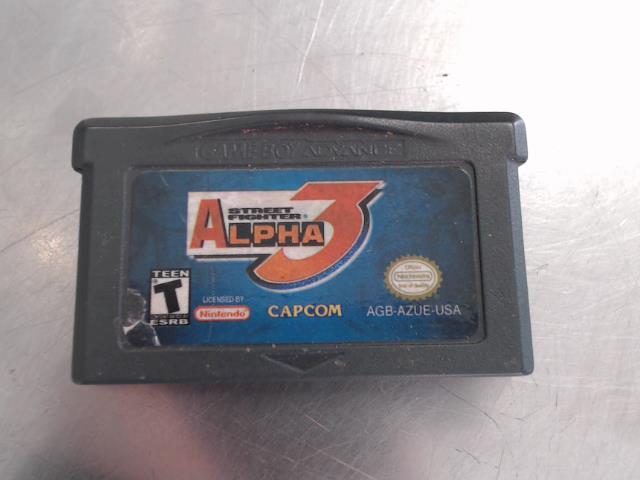 GAME BOY ADVANCE
STREET
FIGHTER®
ALPHA 3
TEEN
T
ESRB
LICENSED BY
Nintendo
CAPCOM
AGB-AZUE-USA